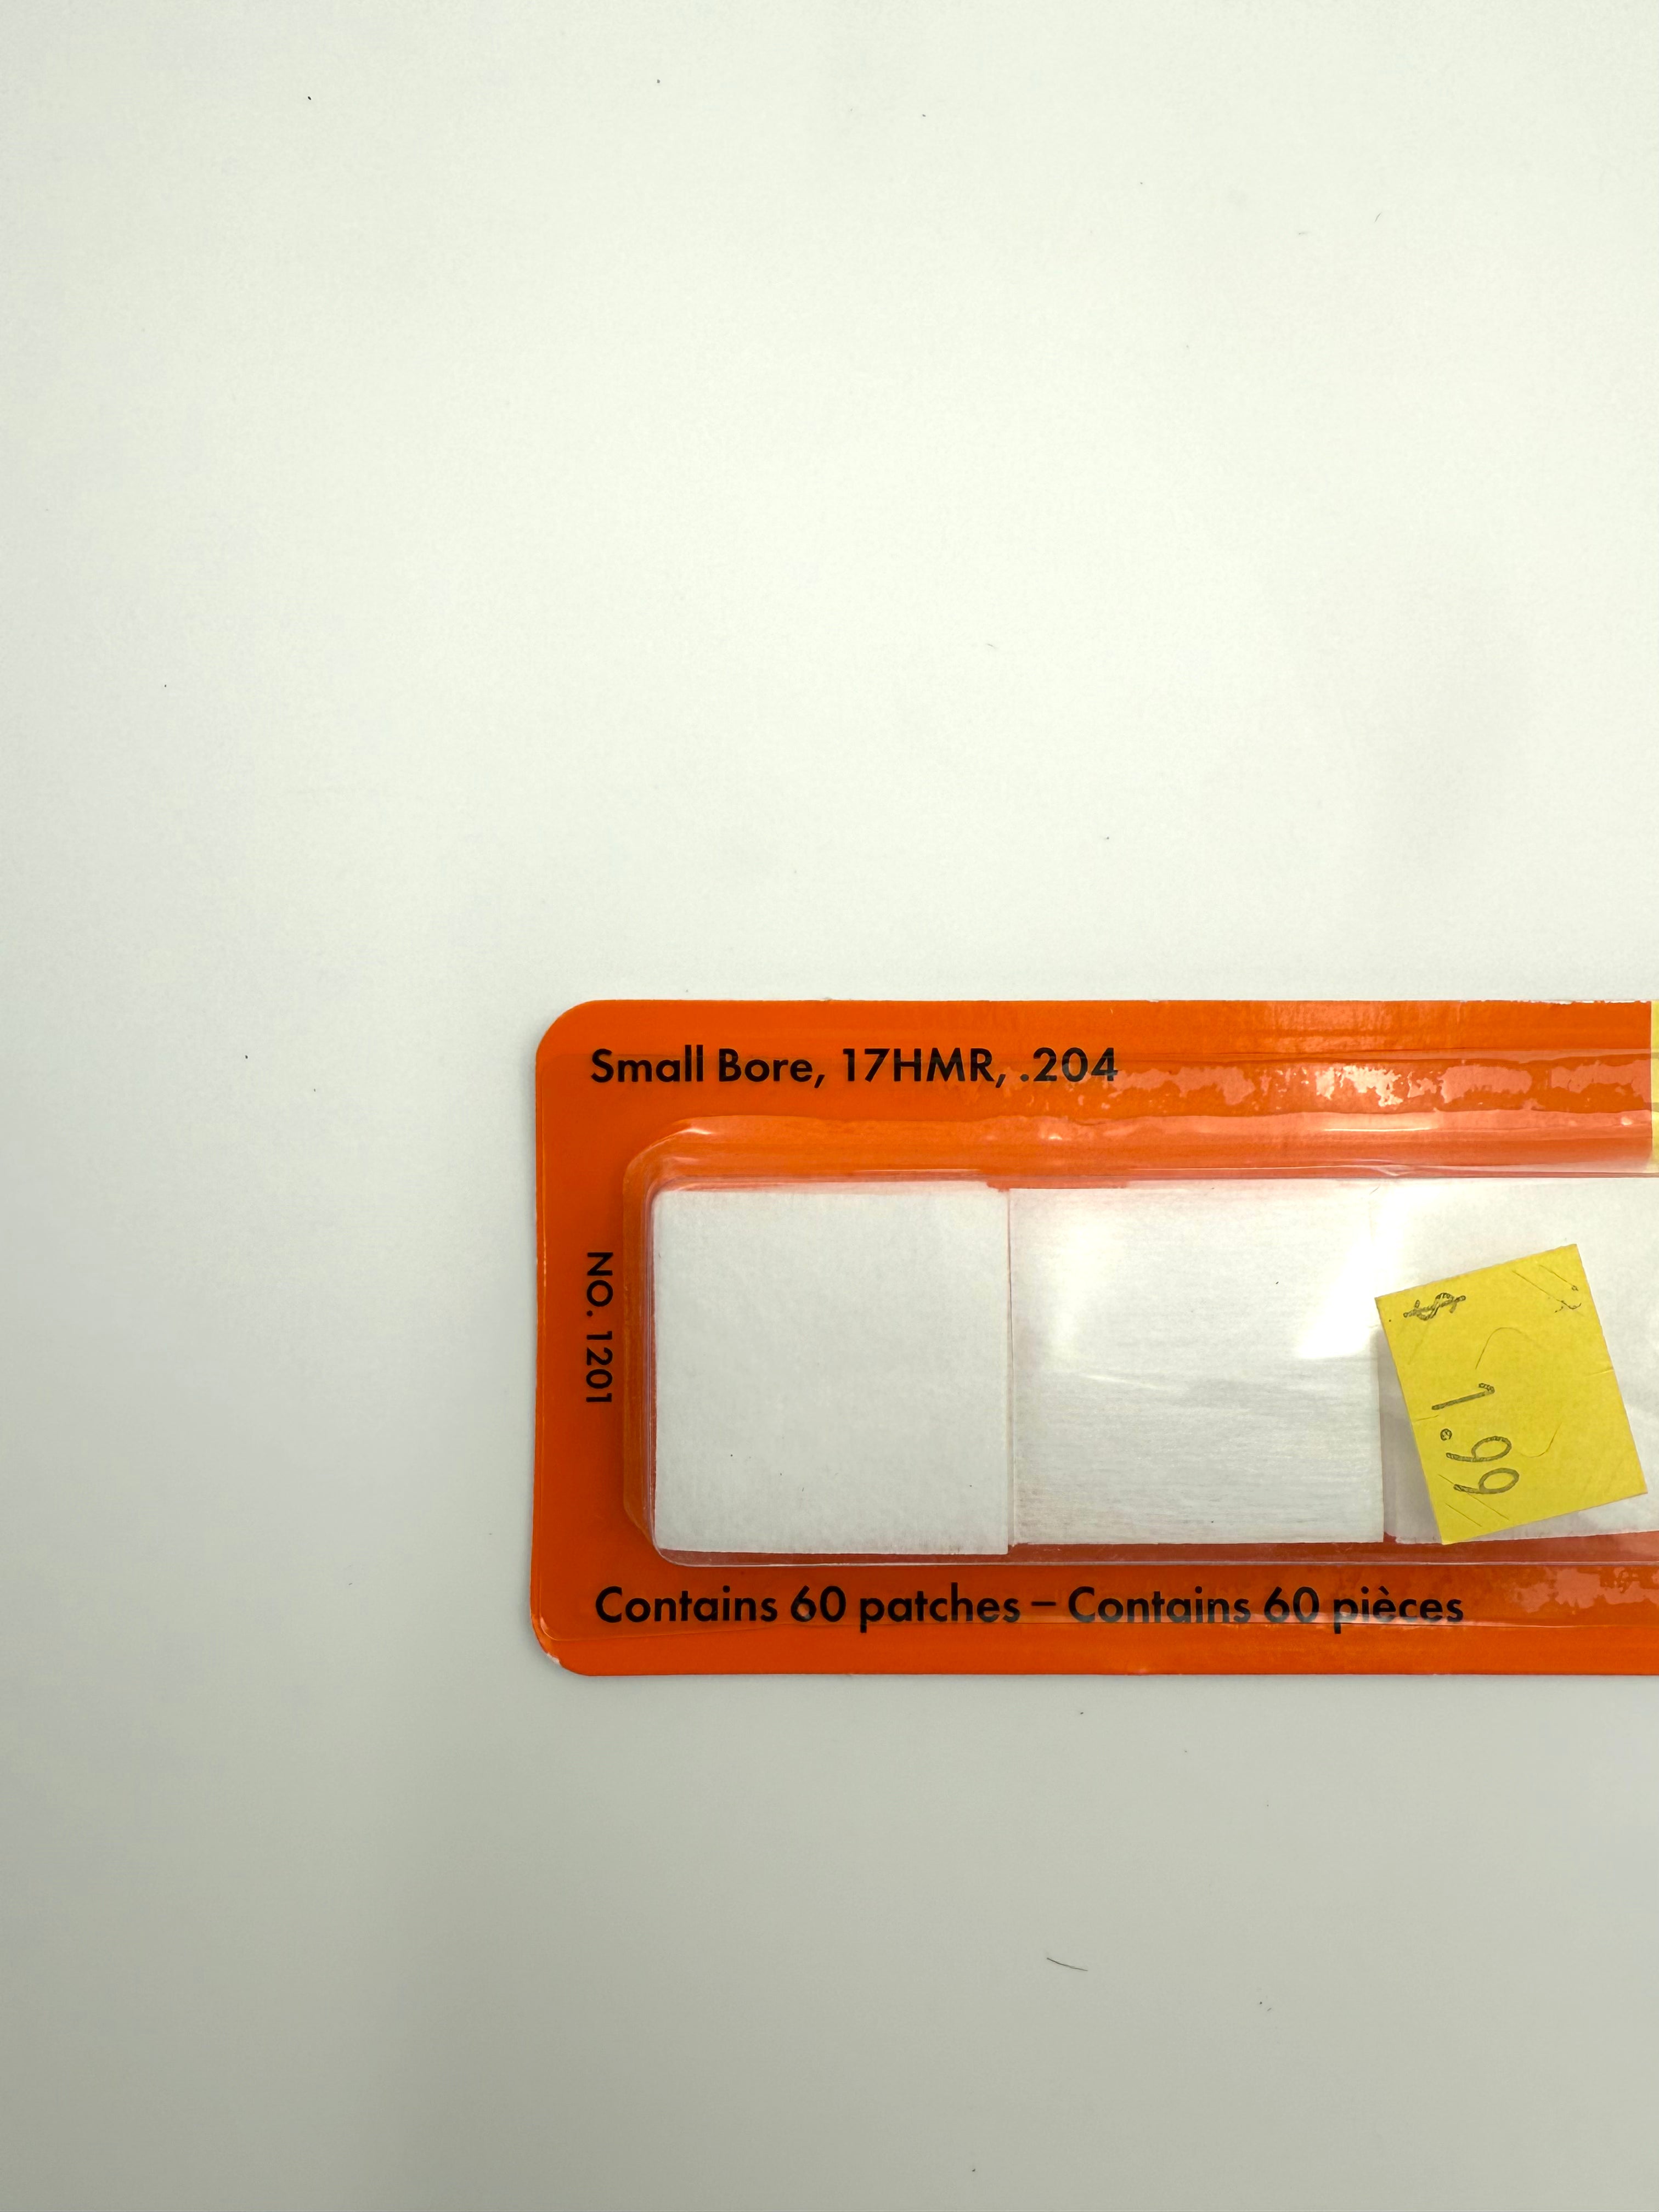 Small Bore, 17HMR, .204
NO. 1201
$ 1.99
Contains 60 patches – Contains 60 pièces